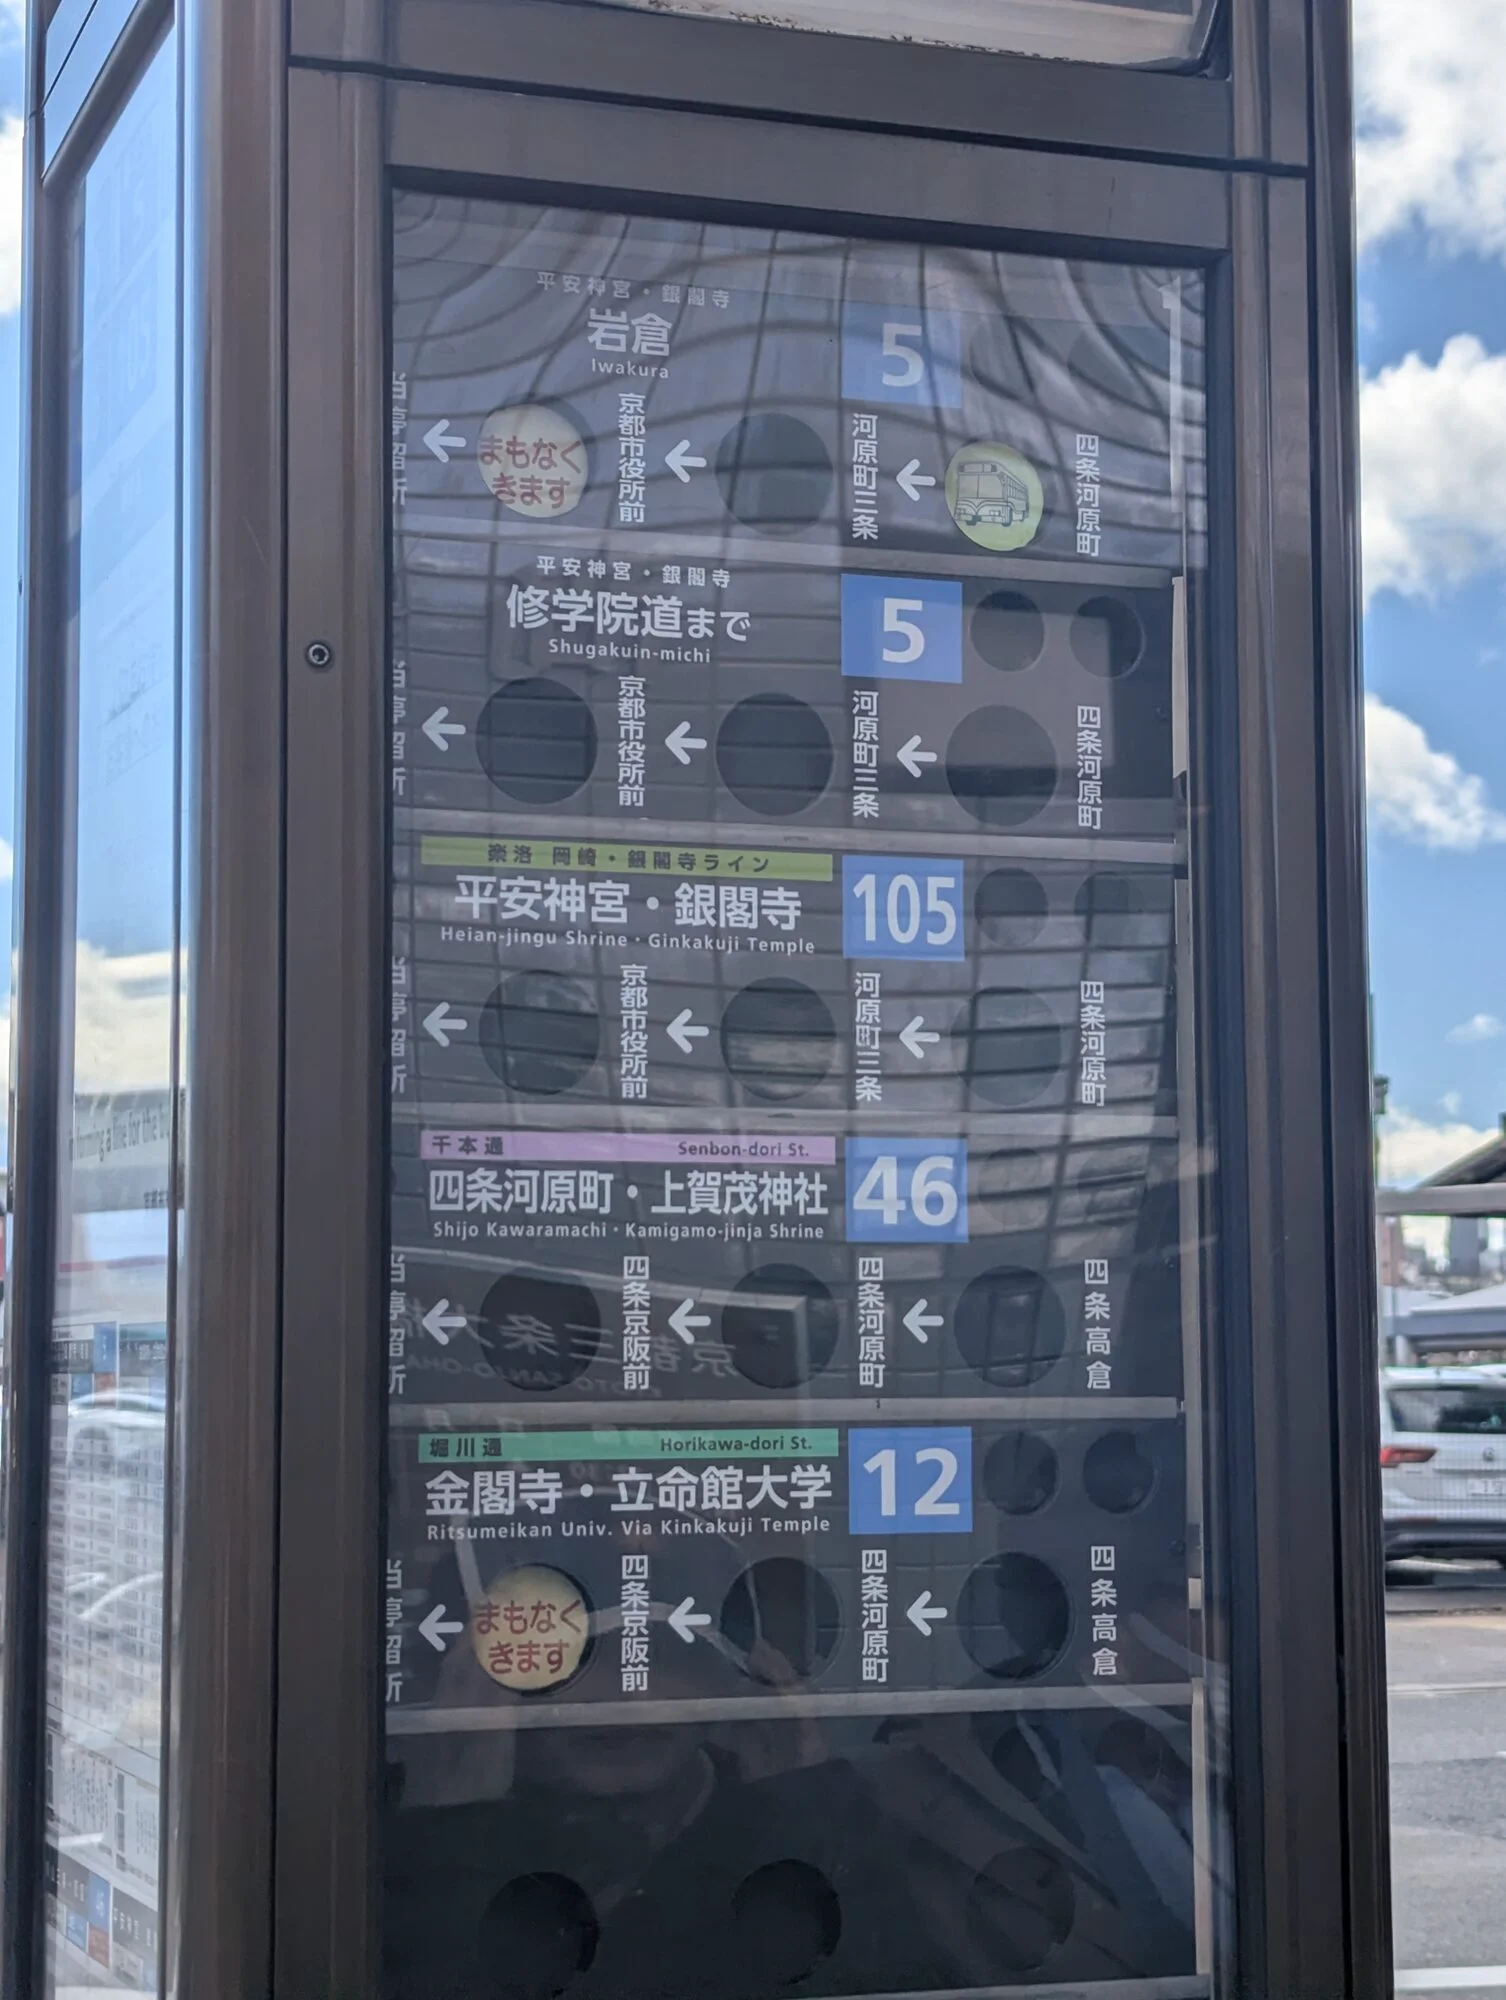 平安神宮・銀閣寺
岩倉
Iwakura
5
当停留所
←
まもなく
きます
京都市役所前
←
河原町三条
←
四条河原町
平安神宮・銀閣寺
修学院道まで
Shugakuin-michi
5
当停留所
←
京都市役所前
←
河原町三条
←
四条河原町
楽洛 岡崎・銀閣寺ライン
平安神宮・銀閣寺
Heian-jingu Shrine・Ginkakuji Temple
105
当停留所
←
京都市役所前
←
河原町三条
←
四条河原町
千本通 Senbon-dori St.
四条河原町・上賀茂神社
Shijo Kawaramachi・Kamigamo-jinja Shrine
46
当停留所
←
四条京阪前
←
四条河原町
←
四条高倉
堀川通 Horikawa-dori St.
金閣寺・立命館大学
Ritsumeikan Univ. Via Kinkakuji Temple
12
当停留所
←
まもなく
きます
四条京阪前
←
四条河原町
←
四条高倉